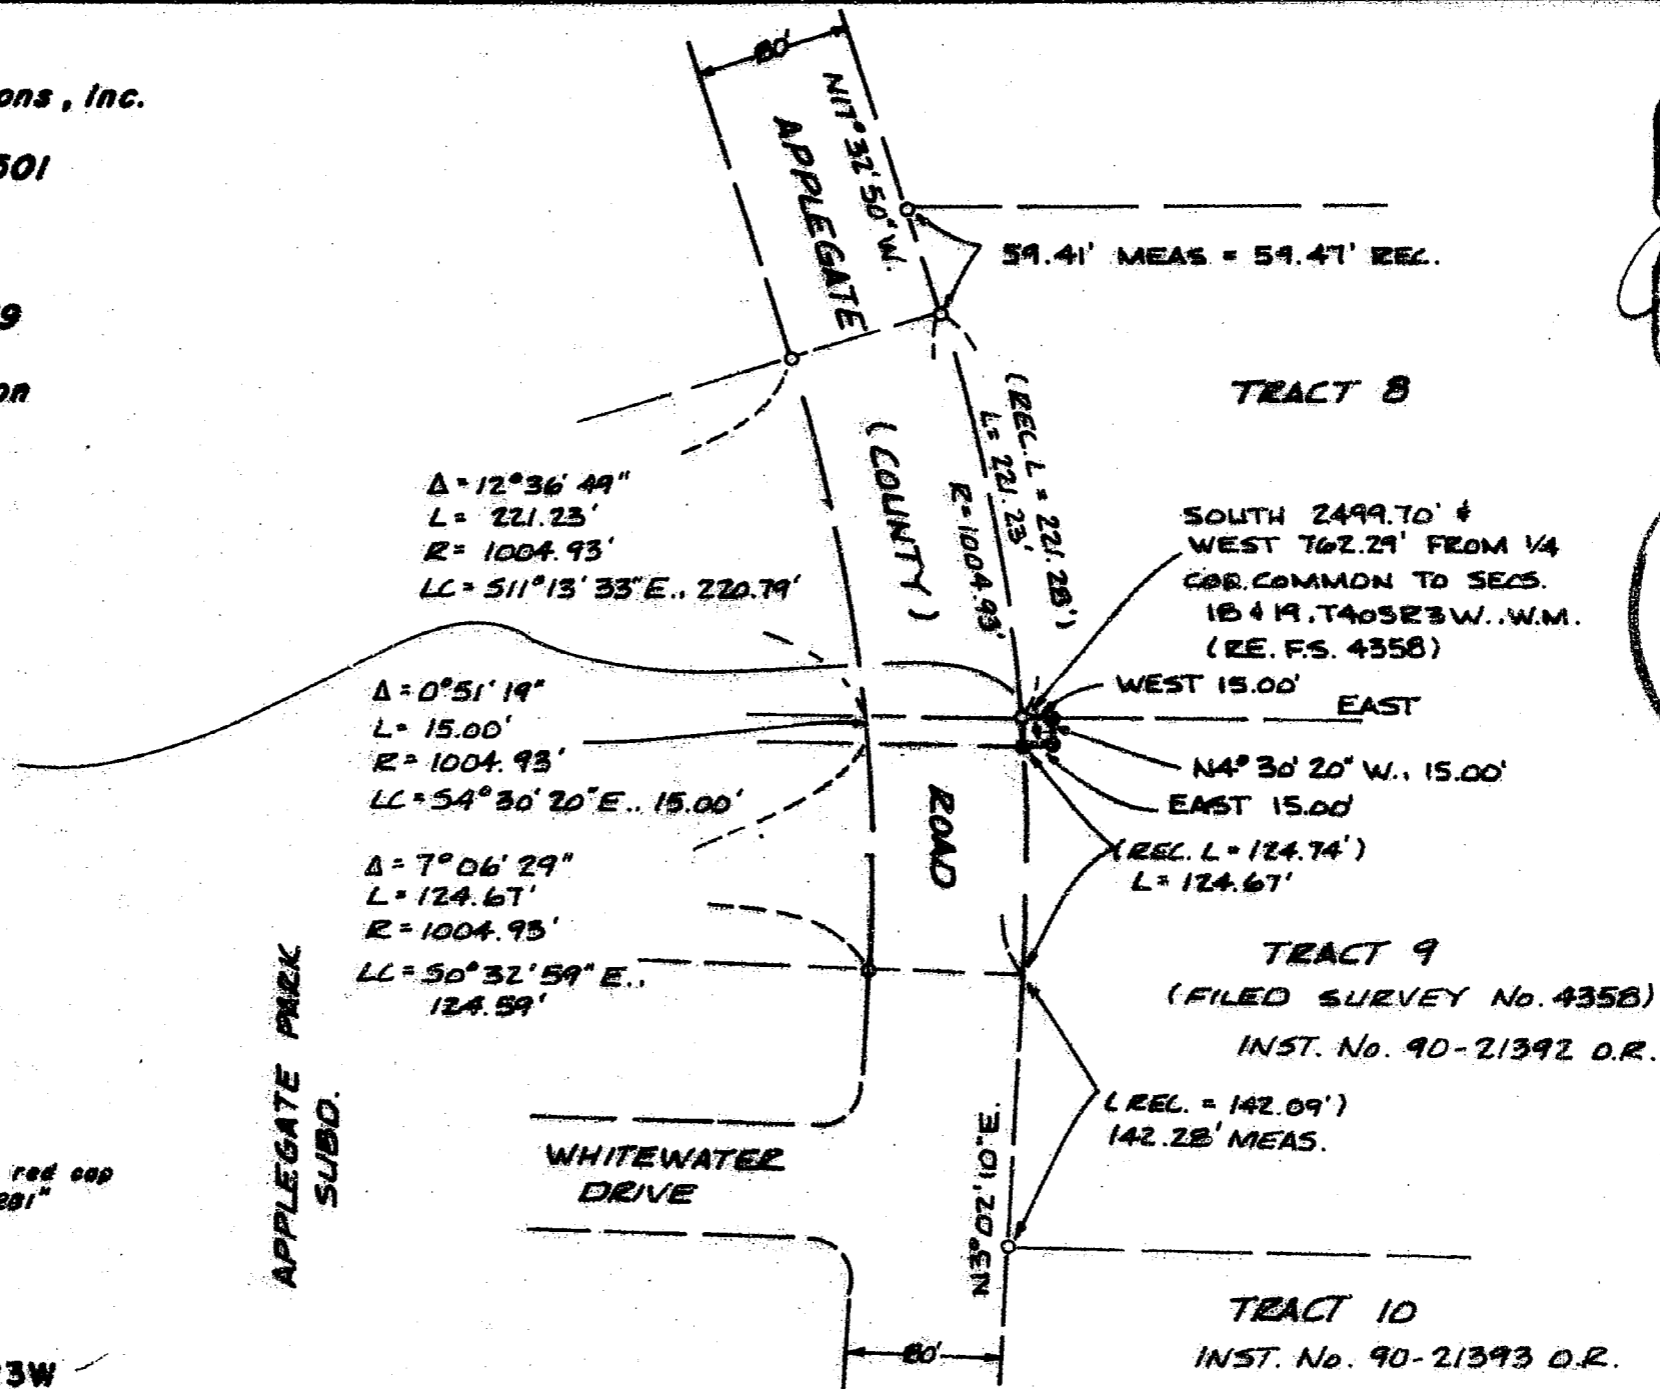 ons, Inc.
501
9
on
80'
N17°32'50"W.
APPLEGATE
59.41' MEAS = 59.47' REC.
TRACT 8
(REC. L = 221.28')
L= 221.23'
R=1004.93'
(COUNTY)
Δ=12°36'49"
L= 221.23'
R= 1004.93'
LC= S11°13'33"E., 220.79'
SOUTH 2499.70' &
WEST 762.29' FROM 1/4
COR. COMMON TO SECS.
18 & 19, T40SR3W., W.M.
(RE. F.S. 4358)
WEST 15.00'
EAST
Δ=0°51'19"
L= 15.00'
R= 1004.93'
LC=S4°30'20"E., 15.00'
N4°30'20"W., 15.00'
EAST 15.00'
ROAD
(REC. L = 124.74')
L= 124.67'
Δ=7°06'29"
L=124.67'
R=1004.93'
LC=S0°32'59"E.,
124.59'
TRACT 9
(FILED SURVEY No. 4358)
INST. No. 90-21392 O.R.
APPLEGATE PARK
SUBD.
(REC. = 142.09')
142.28' MEAS.
WHITEWATER
DRIVE
N3°02'10"E.
red cap
281"
TRACT 10
INST. No. 90-21393 O.R.
80'
3W